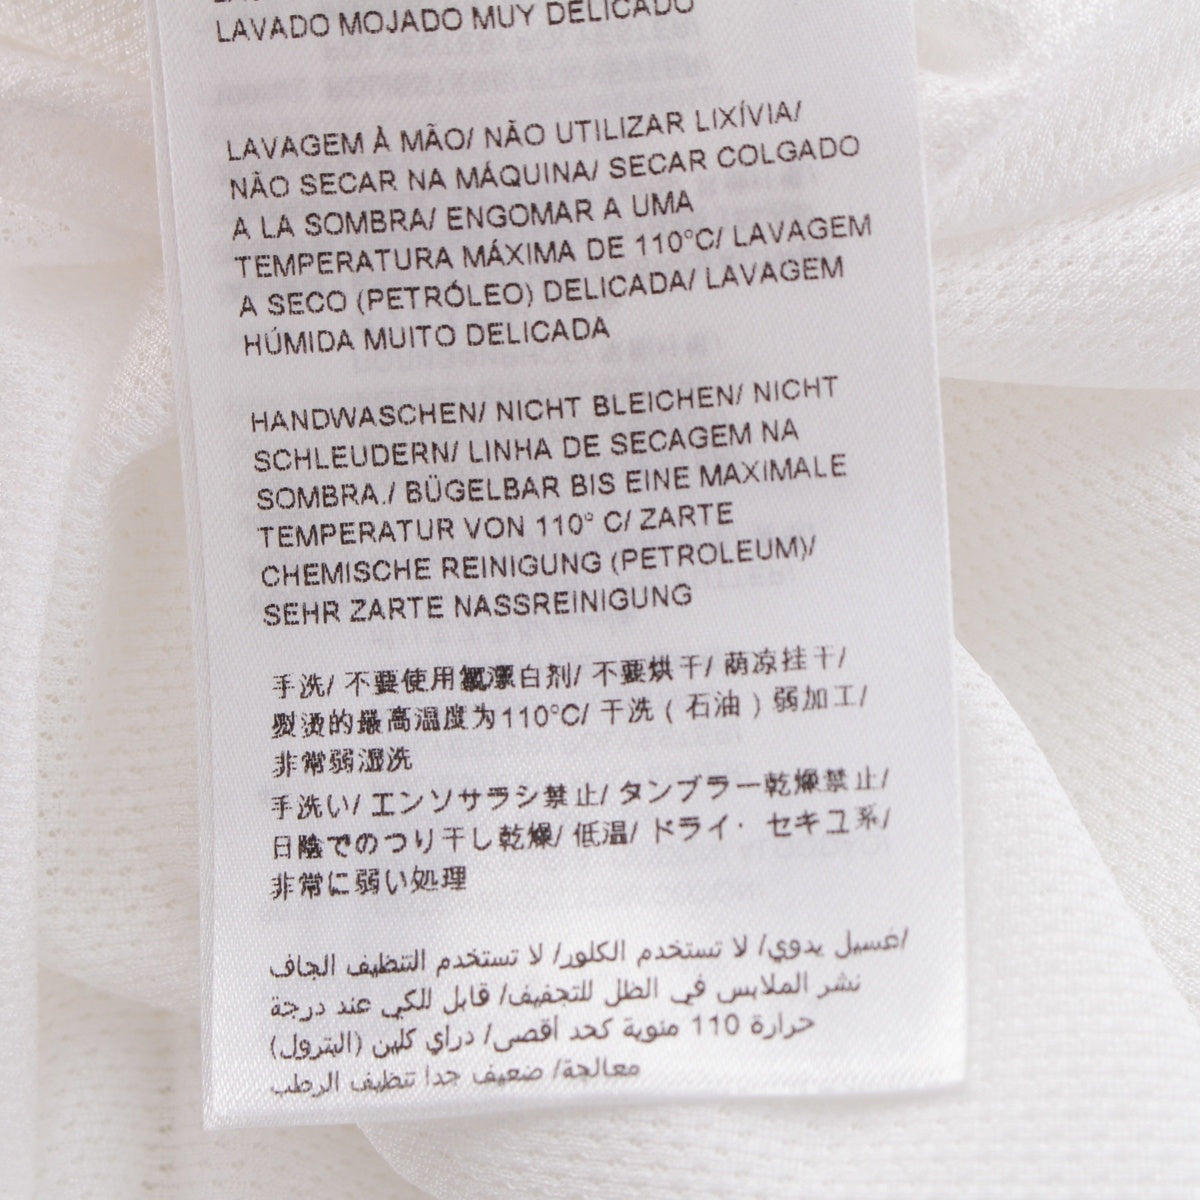 LAVADO MOJADO MUY DELICADO
LAVAGEM À MÃO/ NÃO UTILIZAR LIXÍVIA/
NÃO SECAR NA MÁQUINA/ SECAR COLGADO
A LA SOMBRA/ ENGOMAR A UMA
TEMPERATURA MÁXIMA DE 110°C/ LAVAGEM
A SECO (PETRÓLEO) DELICADA/ LAVAGEM
HÚMIDA MUITO DELICADA
HANDWASCHEN/ NICHT BLEICHEN/ NICHT
SCHLEUDERN/ LINHA DE SECAGEM NA
SOMBRA./ BÜGELBAR BIS EINE MAXIMALE
TEMPERATUR VON 110° C/ ZARTE
CHEMISCHE REINIGUNG (PETROLEUM)/
SEHR ZARTE NASSREINIGUNG
手洗/ 不要使用氯漂白剂/ 不要烘干/ 荫凉挂干/
熨烫的最高温度为110°C/ 干洗 ( 石油 ) 弱加工/
非常弱湿洗
手洗い/ エンソサラシ禁止/ タンブラー乾燥禁止/
日陰でのつり干し乾燥/ 低温/ ドライ· セキユ系/
非常に弱い処理
غسيل يدوي/ لا تستخدم الكلور/ لا تستخدم التنظيف الجاف/
نشر الملابس في الظل للتجفيف/ قابل للكي عند درجة
حرارة 110 مئوية كحد أقصى/ دراي كلين (البترول)
معالجة/ ضعيف جدا تنظيف الرطب